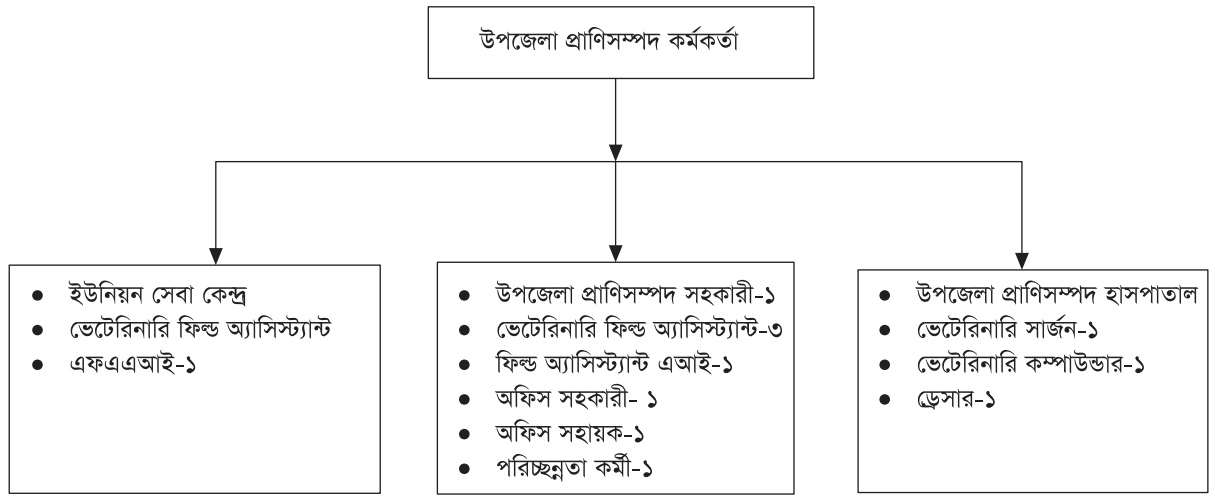 উপজেলা প্রাণিসম্পদ কর্মকর্তা
ইউনিয়ন সেবা কেন্দ্র
ভেটেরিনারি ফিল্ড অ্যাসিস্ট্যান্ট
এফএএআই-১
উপজেলা প্রাণিসম্পদ সহকারী-১
ভেটেরিনারি ফিল্ড অ্যাসিস্ট্যান্ট-৩
ফিল্ড অ্যাসিস্ট্যান্ট এআই-১
অফিস সহকারী- ১
অফিস সহায়ক-১
পরিচ্ছন্নতা কর্মী-১
উপজেলা প্রাণিসম্পদ হাসপাতাল
ভেটেরিনারি সার্জন-১
ভেটেরিনারি কম্পাউন্ডার-১
ড্রেসার-১